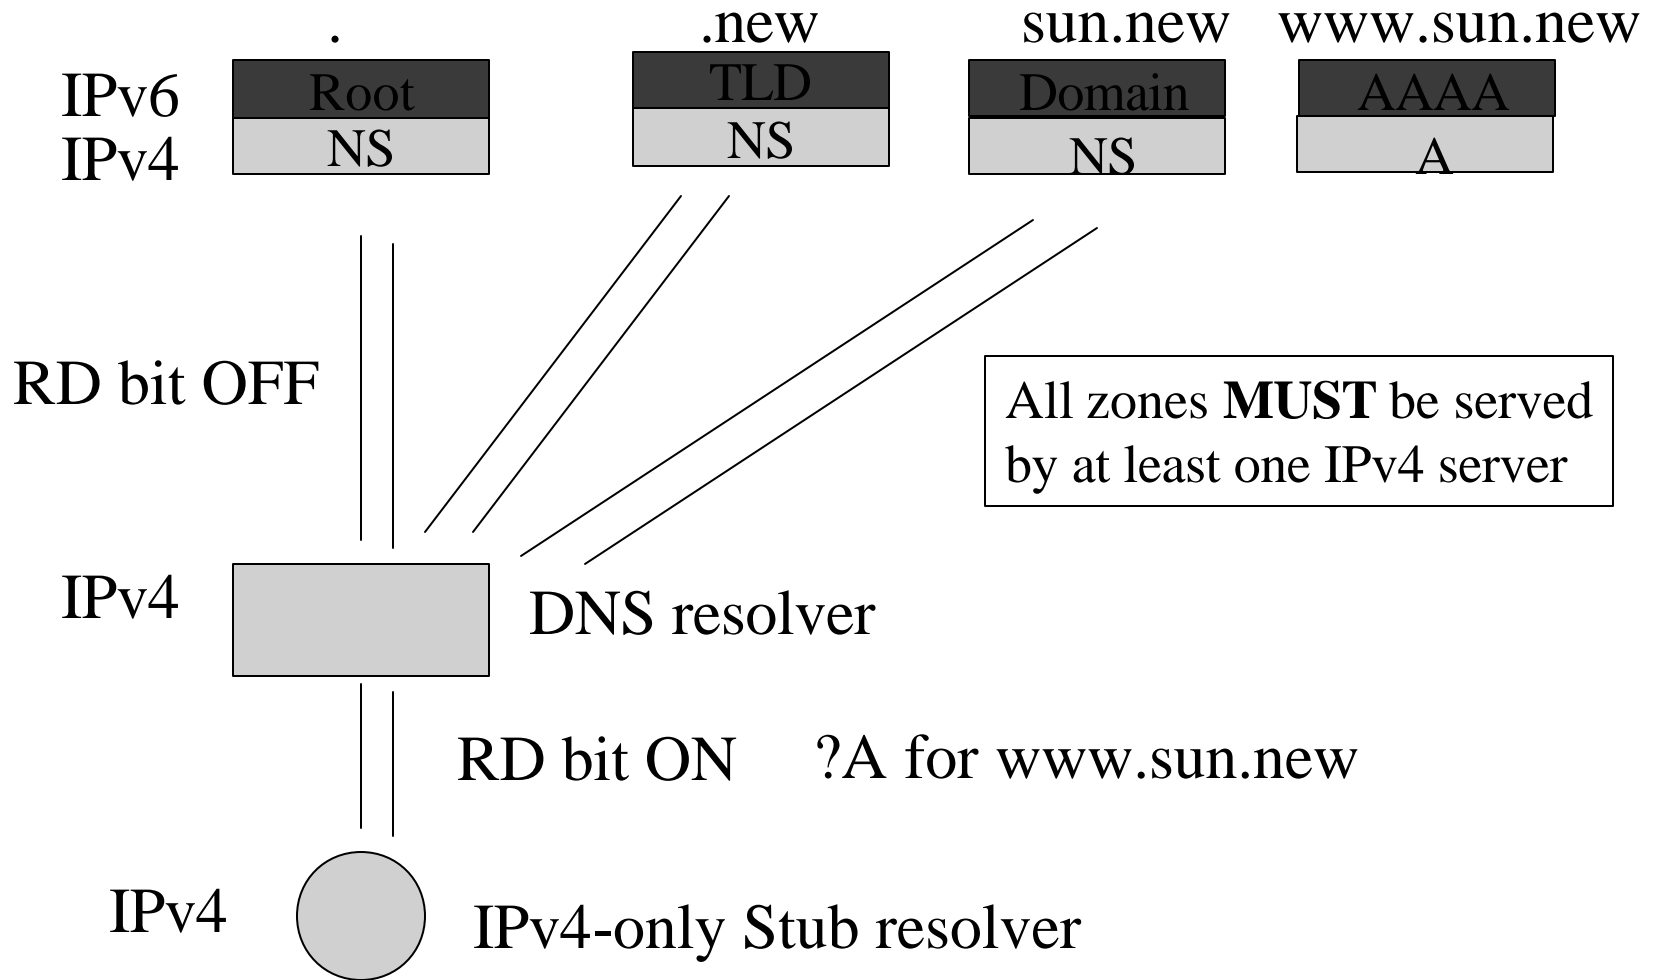 .
.new
sun.new
www.sun.new
IPv6
Root
TLD
Domain
AAAA
IPv4
NS
NS
NS
A
RD bit OFF
All zones MUST be served
by at least one IPv4 server
IPv4
DNS resolver
RD bit ON
?A for www.sun.new
IPv4
IPv4-only Stub resolver